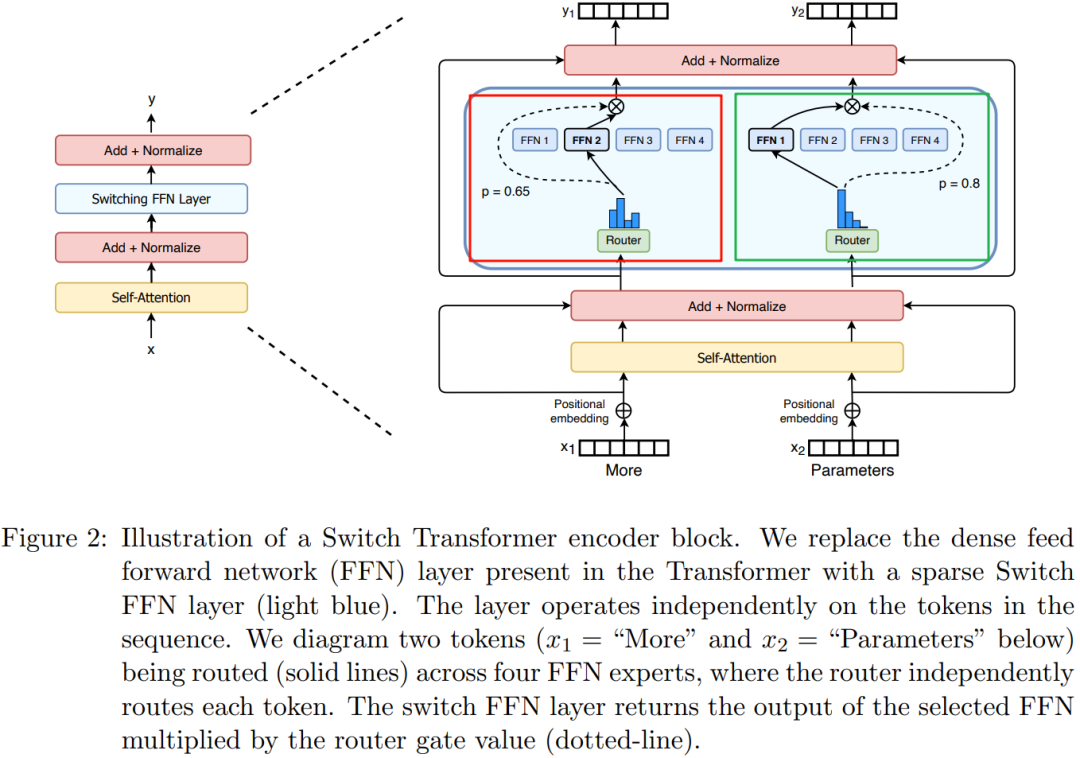 y
Add + Normalize
Switching FFN Layer
Add + Normalize
Self-Attention
x
y1 y2
Add + Normalize
FFN 1 FFN 2 FFN 3 FFN 4 FFN 1 FFN 2 FFN 3 FFN 4
p = 0.65 p = 0.8
Router Router
Add + Normalize
Self-Attention
Positional embedding Positional embedding
x1 x2
More Parameters
Figure 2: Illustration of a Switch Transformer encoder block. We replace the dense feed
forward network (FFN) layer present in the Transformer with a sparse Switch
FFN layer (light blue). The layer operates independently on the tokens in the
sequence. We diagram two tokens (x1 = “More” and x2 = “Parameters” below)
being routed (solid lines) across four FFN experts, where the router independently
routes each token. The switch FFN layer returns the output of the selected FFN
multiplied by the router gate value (dotted-line).